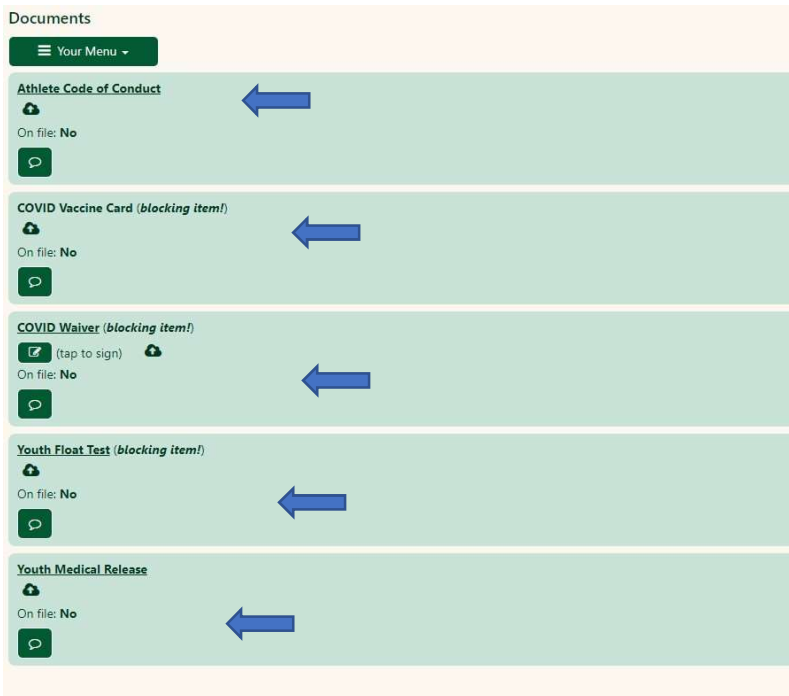 Documents
Your Menu
Athlete Code of Conduct
On file: No
COVID Vaccine Card (blocking item!)
On file: No
COVID Waiver (blocking item!)
(tap to sign)
On file: No
Youth Float Test (blocking item!)
On file: No
Youth Medical Release
On file: No